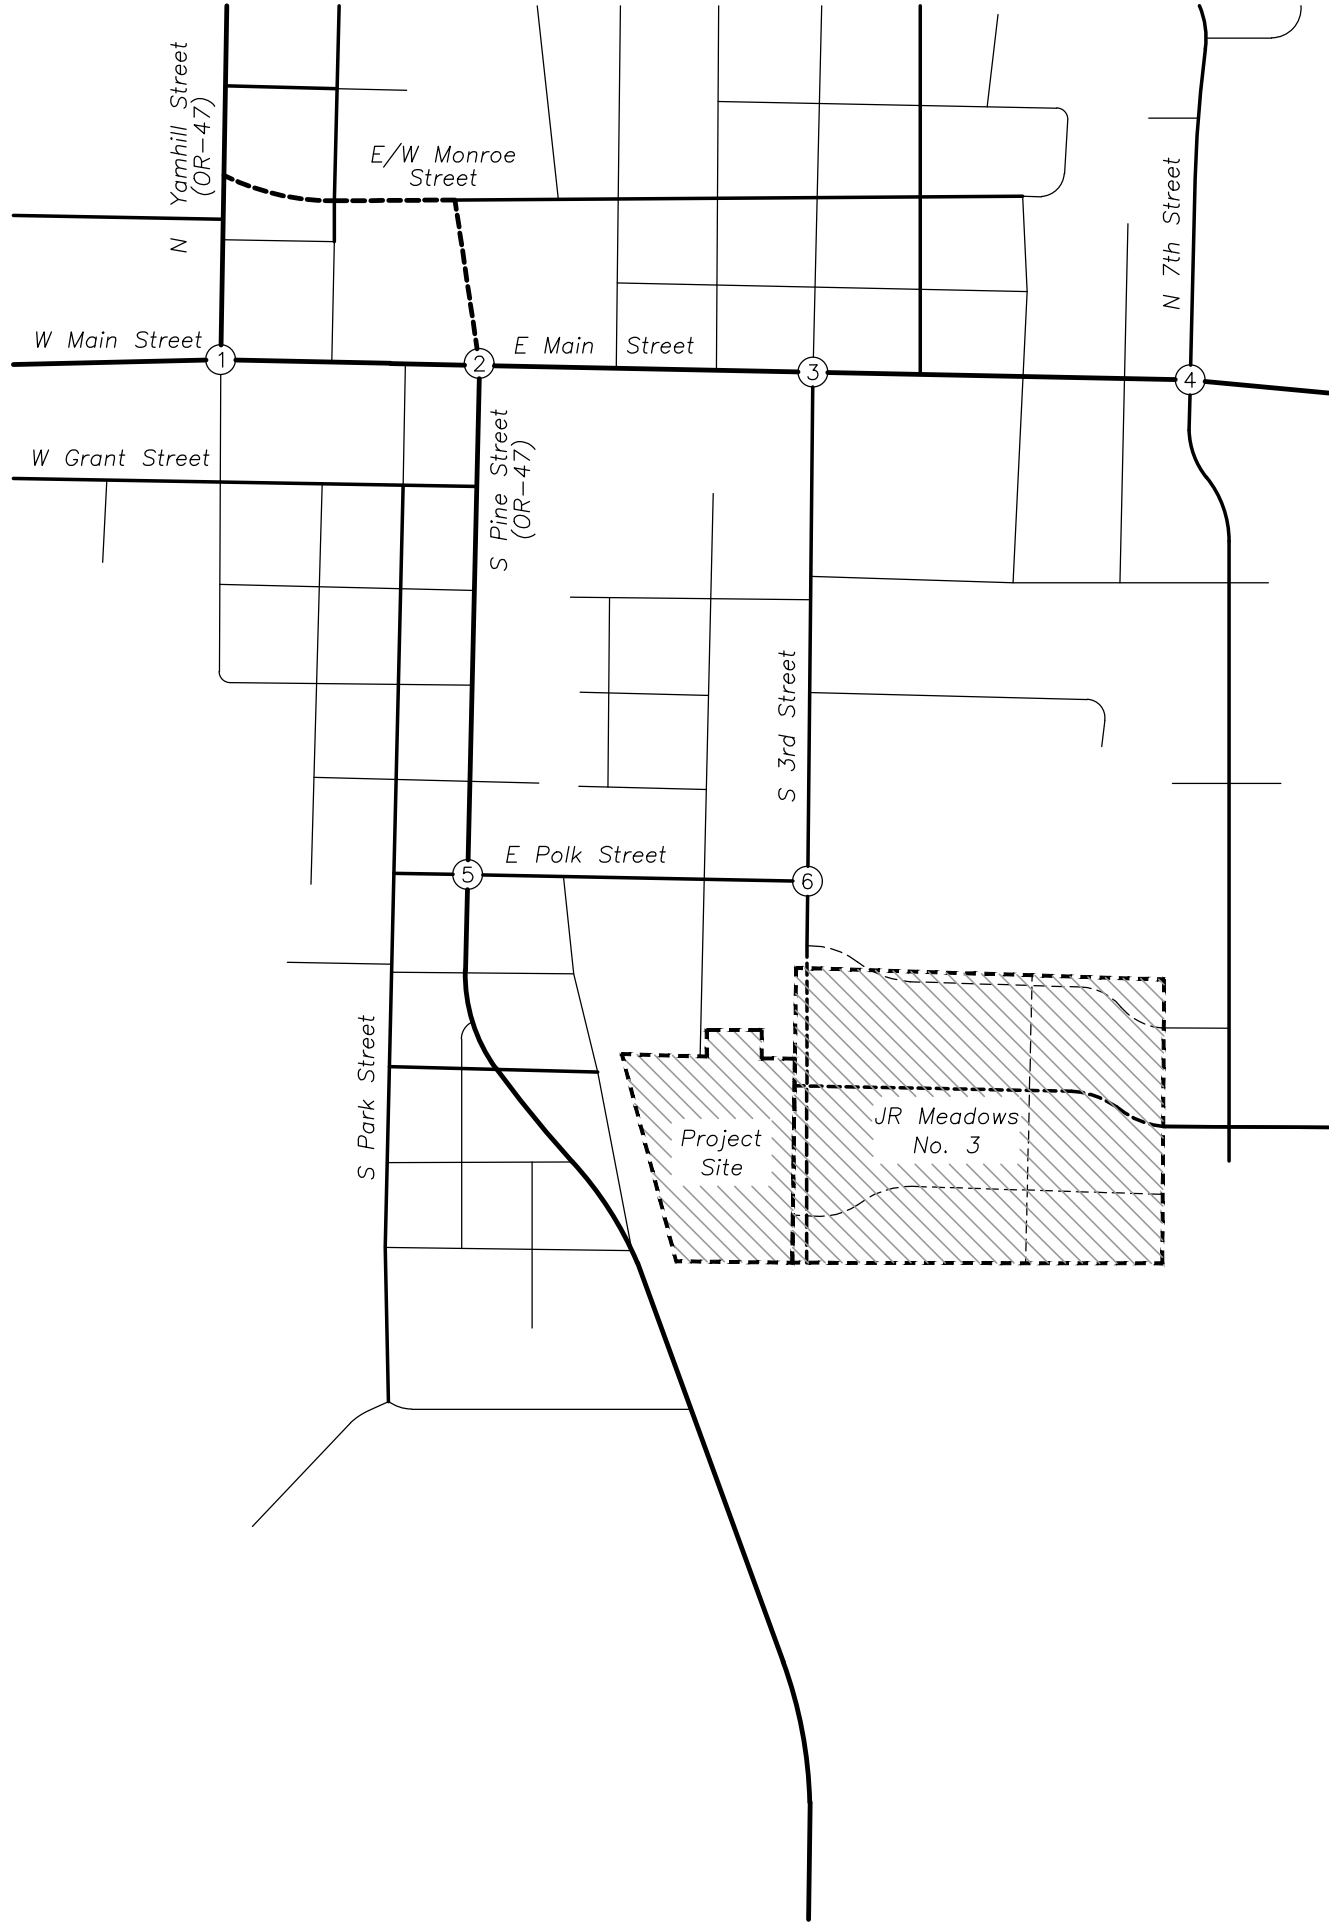 N Yamhill Street
(OR-47)
E/W Monroe
Street
N 7th Street
W Main Street
1
2
E Main Street
3
4
W Grant Street
S Pine Street
(OR-47)
S 3rd Street
5
E Polk Street
6
S Park Street
Project
Site
JR Meadows
No. 3